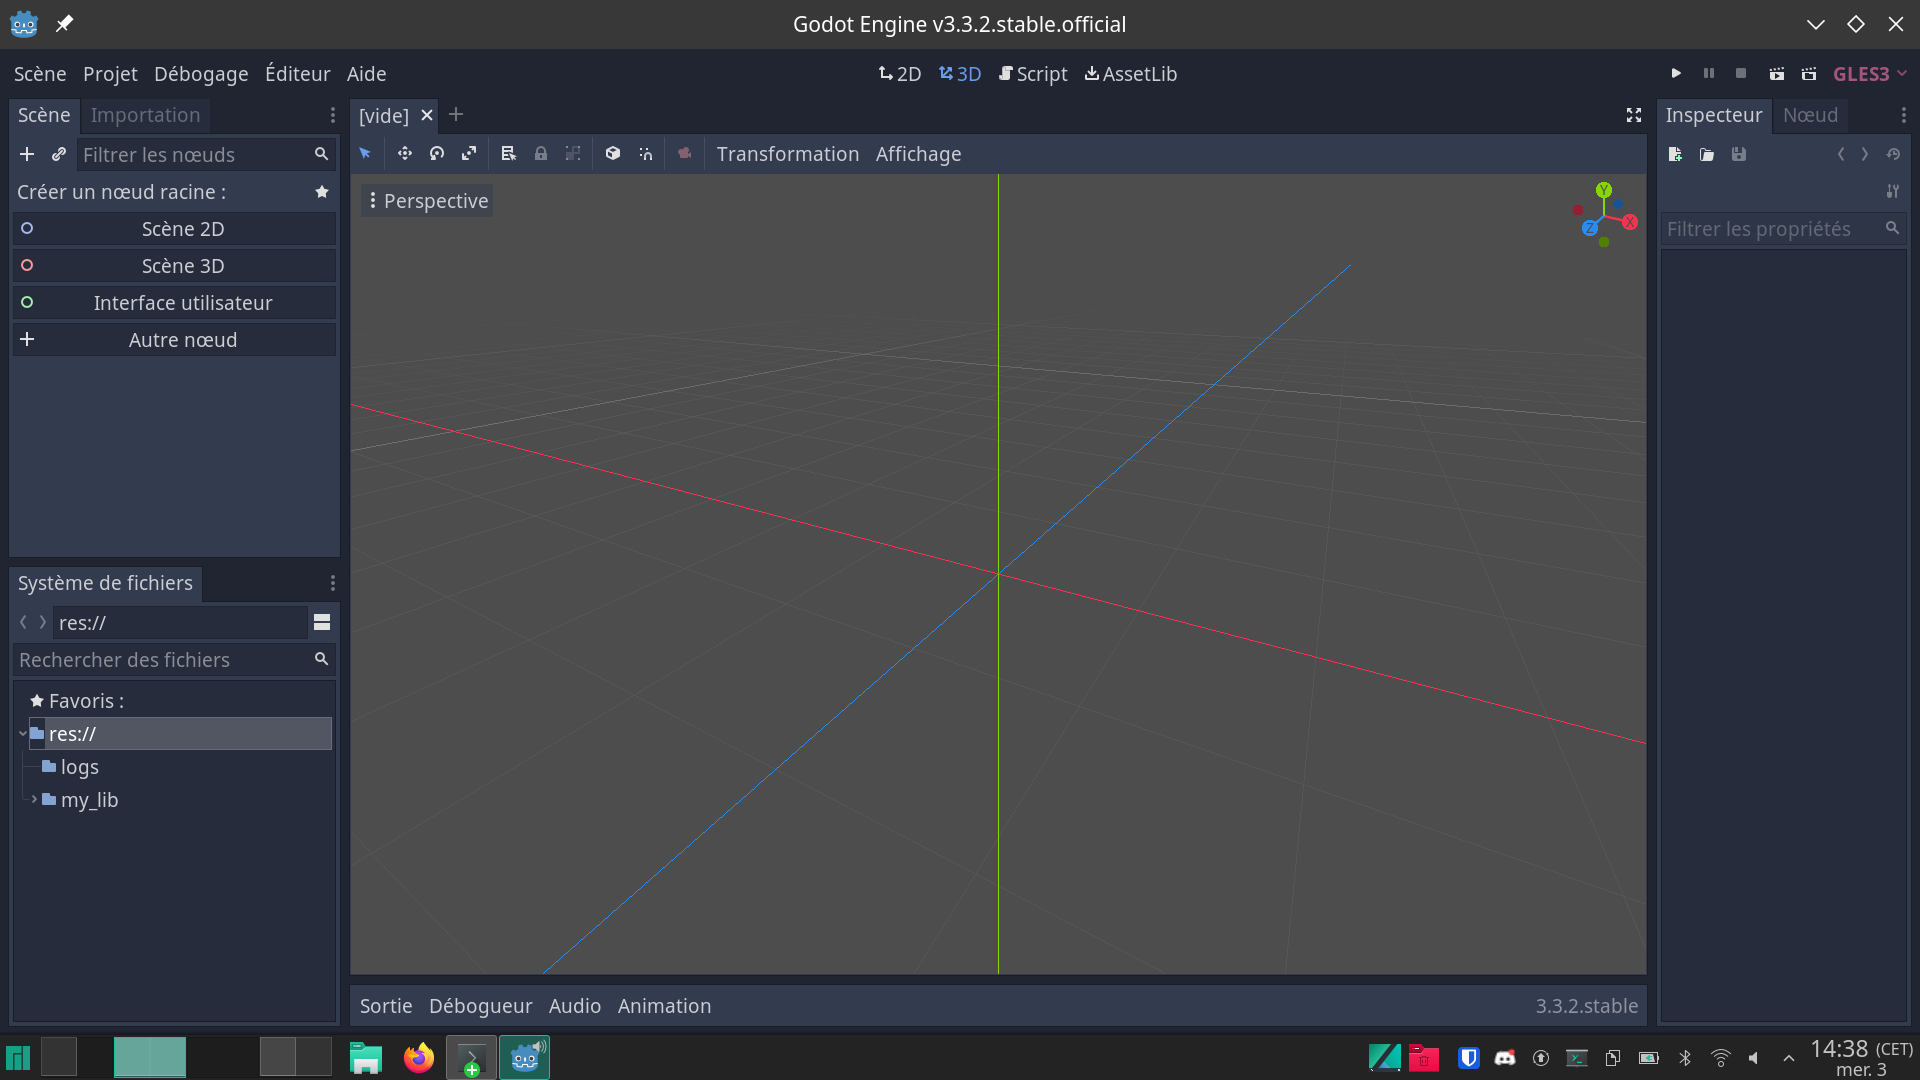 Godot Engine v3.3.2.stable.official
Scène Projet Débogage Éditeur Aide
2D 3D Script AssetLib
GLES3
Scène Importation
Filtrer les nœuds
Créer un nœud racine :
Scène 2D
Scène 3D
Interface utilisateur
Autre nœud
Système de fichiers
res://
Rechercher des fichiers
Favoris :
res://
logs
my_lib
[vide]
Transformation Affichage
Perspective
Y
X
Z
Sortie Débogueur Audio Animation
3.3.2.stable
Inspecteur Nœud
Filtrer les propriétés
14:38 (CET)
mer. 3